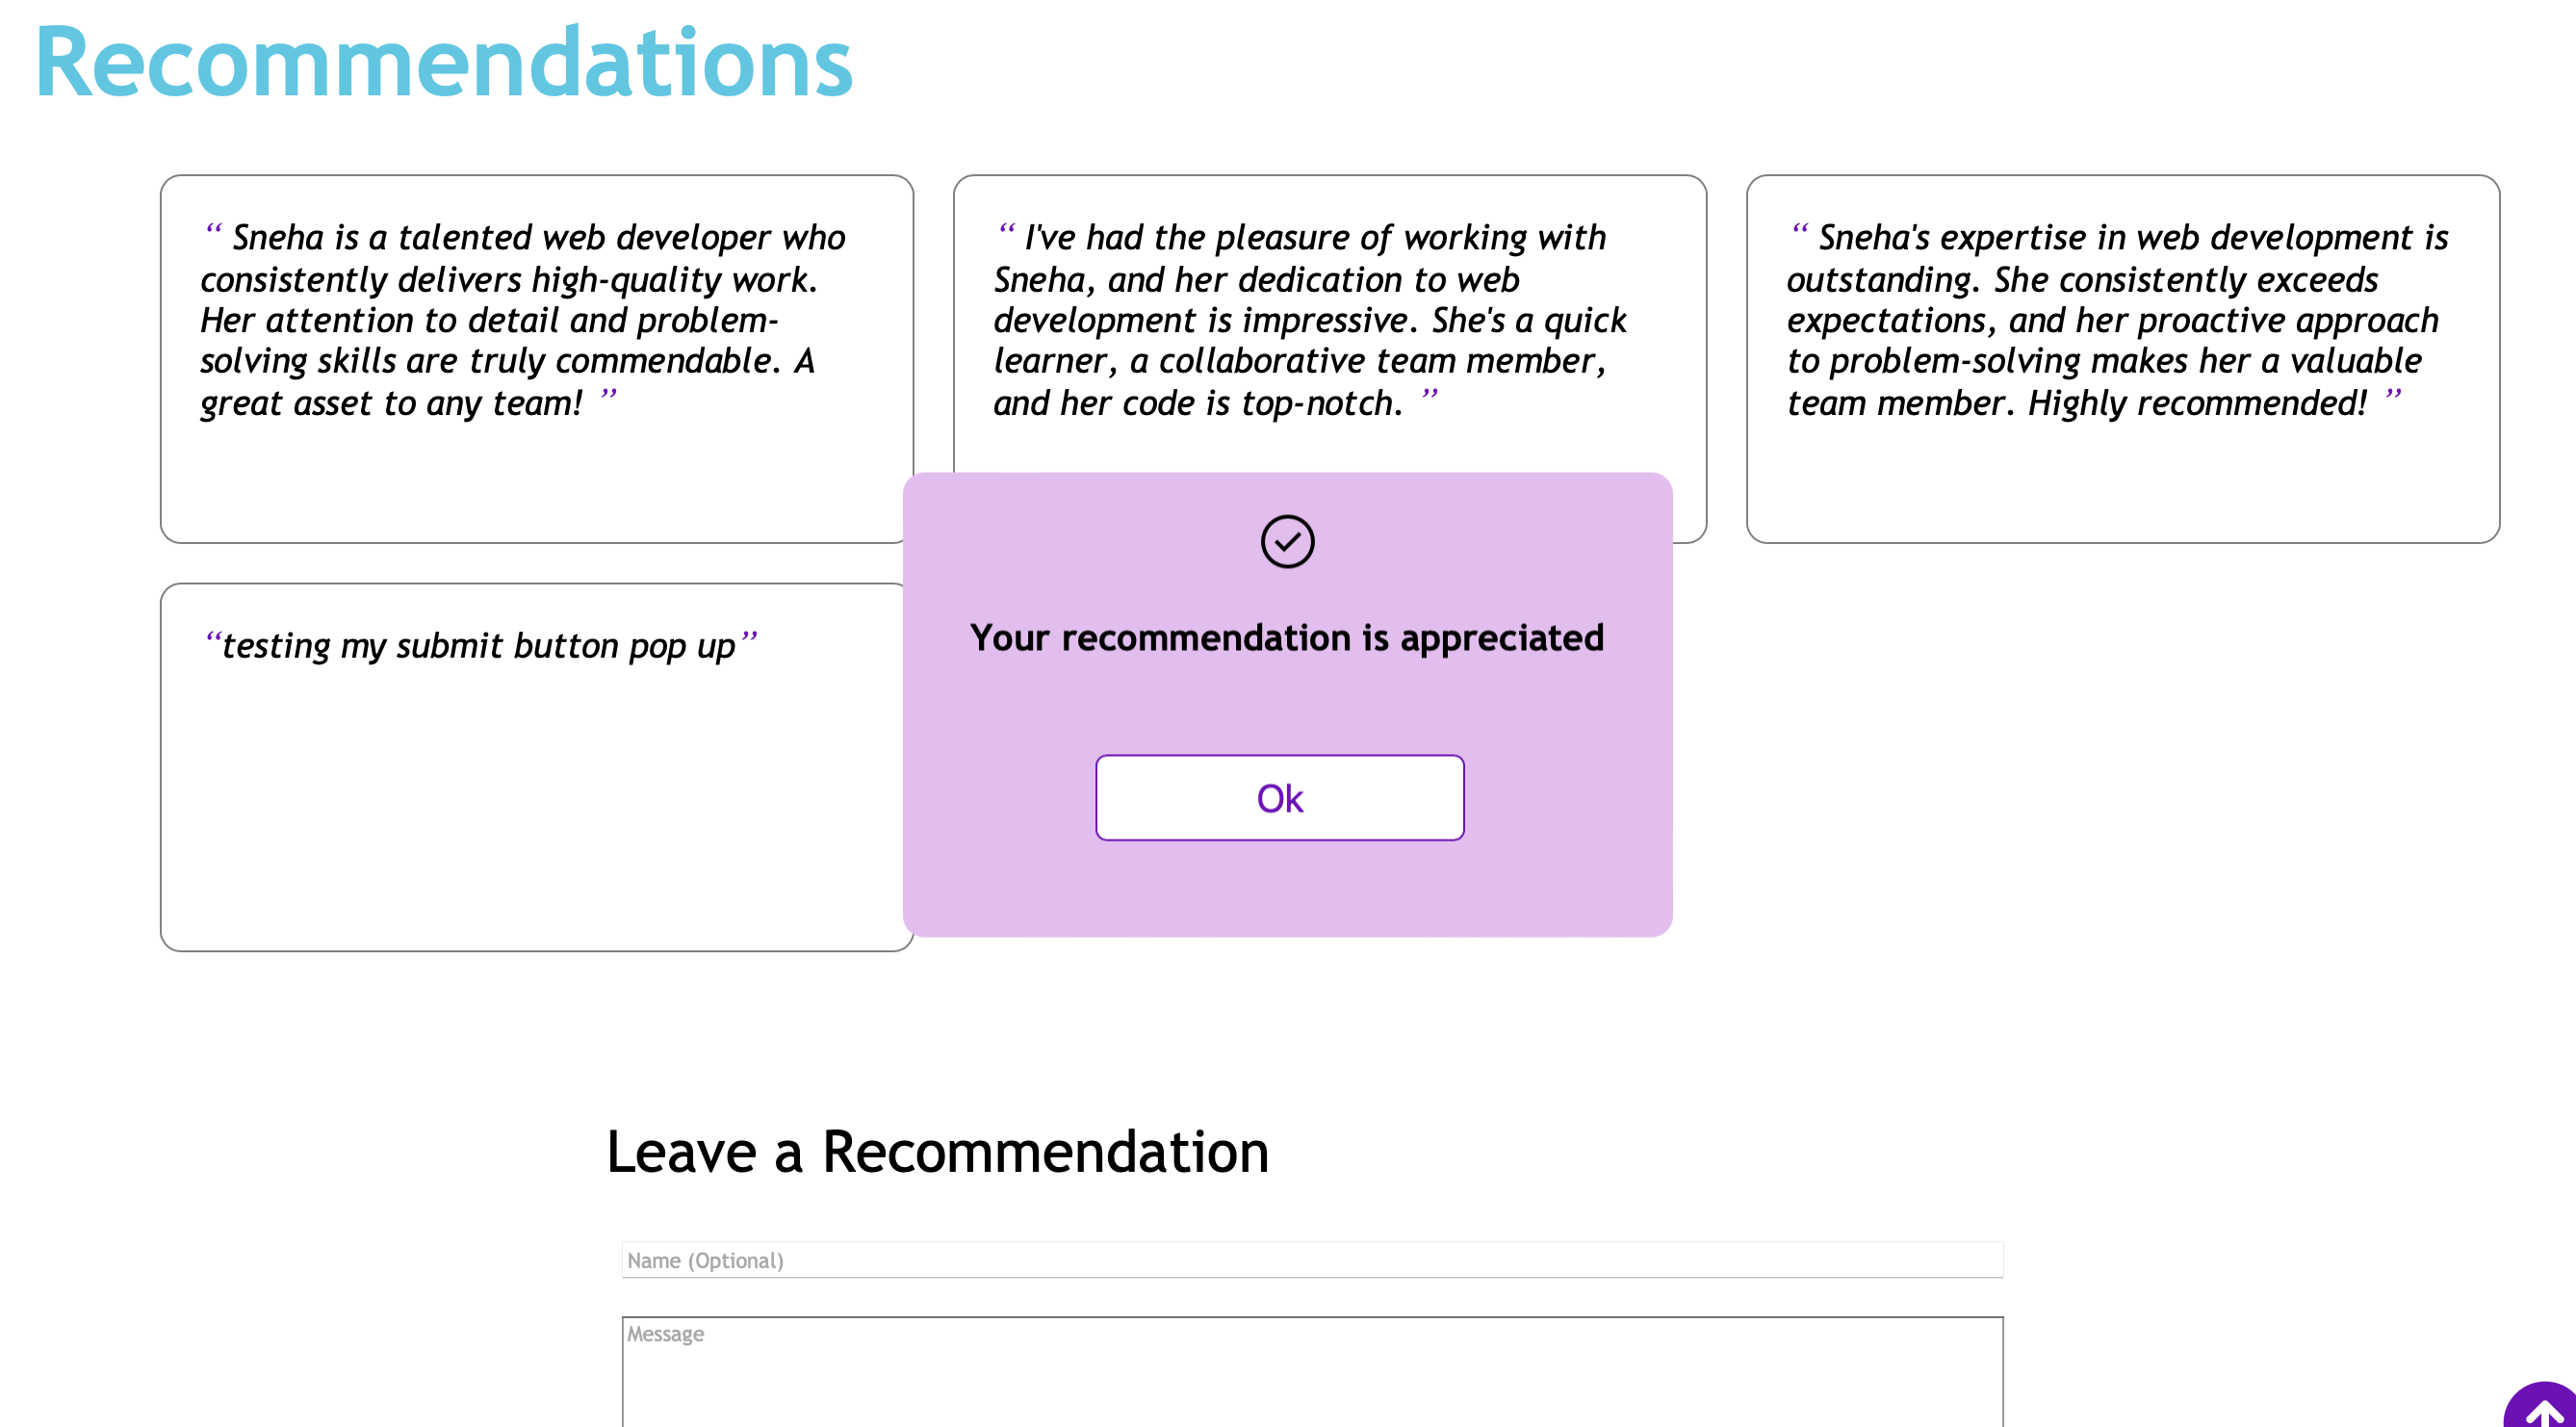 Recommendations
“ Sneha is a talented web developer who
consistently delivers high-quality work.
Her attention to detail and problem-
solving skills are truly commendable. A
great asset to any team! ”
“ I've had the pleasure of working with
Sneha, and her dedication to web
development is impressive. She's a quick
learner, a collaborative team member,
and her code is top-notch. ”
“ Sneha's expertise in web development is
outstanding. She consistently exceeds
expectations, and her proactive approach
to problem-solving makes her a valuable
team member. Highly recommended! ”
“testing my submit button pop up”
Your recommendation is appreciated
Ok
Leave a Recommendation
Name (Optional)
Message